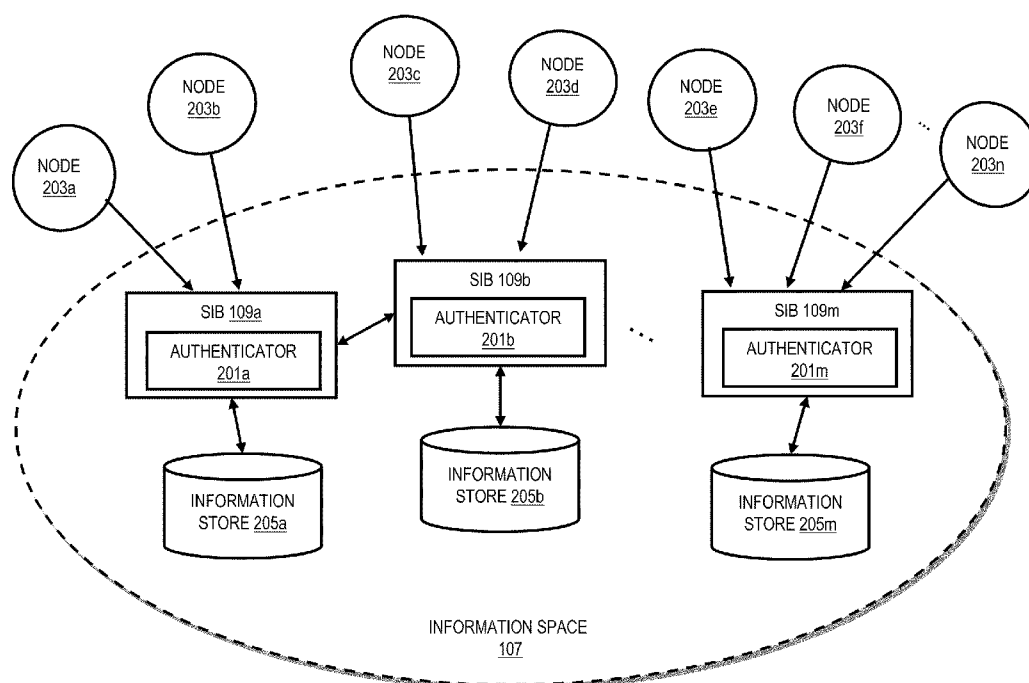 NODE
203a
NODE
203b
NODE
203c
NODE
203d
NODE
203e
NODE
203f
...
NODE
203n
SIB 109a
AUTHENTICATOR
201a
SIB 109b
AUTHENTICATOR
201b
...
SIB 109m
AUTHENTICATOR
201m
INFORMATION
STORE 205a
INFORMATION
STORE 205b
INFORMATION
STORE 205m
INFORMATION SPACE
107